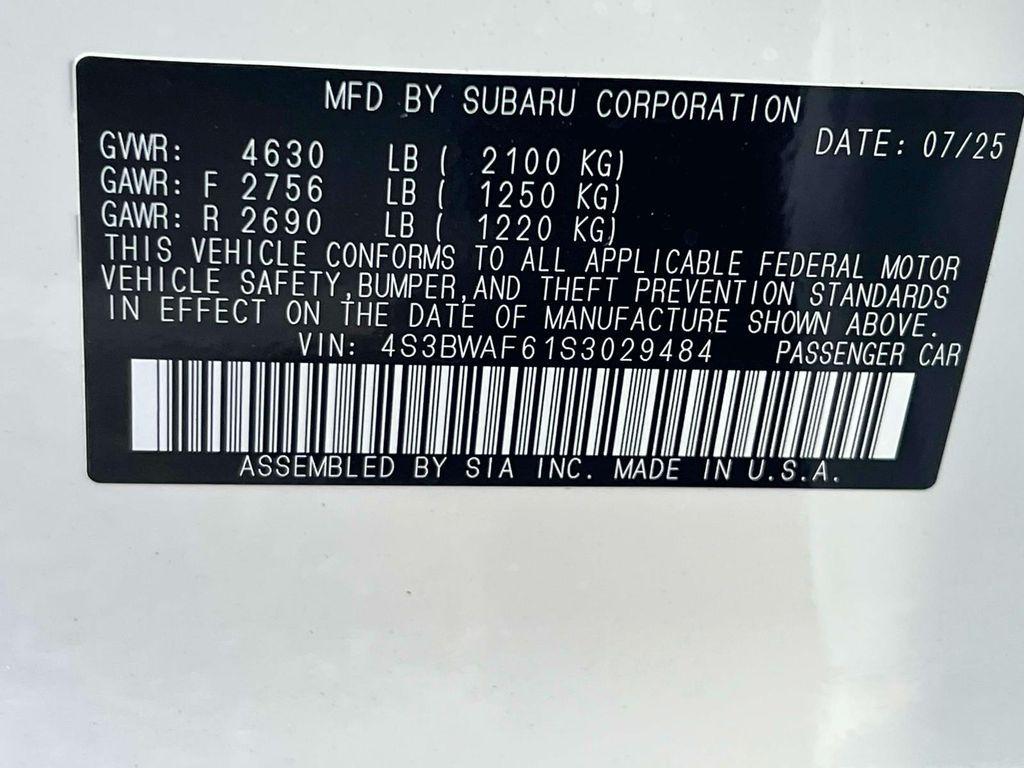 MFD BY SUBARU CORPORATION
DATE: 07/25
GVWR: 4630 LB ( 2100 KG)
GAWR: F 2756 LB ( 1250 KG)
GAWR: R 2690 LB ( 1220 KG)
THIS VEHICLE CONFORMS TO ALL APPLICABLE FEDERAL MOTOR
VEHICLE SAFETY,BUMPER,AND THEFT PREVENTION STANDARDS
IN EFFECT ON THE DATE OF MANUFACTURE SHOWN ABOVE.
VIN: 4S3BWAF61S3029484 PASSENGER CAR
ASSEMBLED BY SIA INC. MADE IN U.S.A.